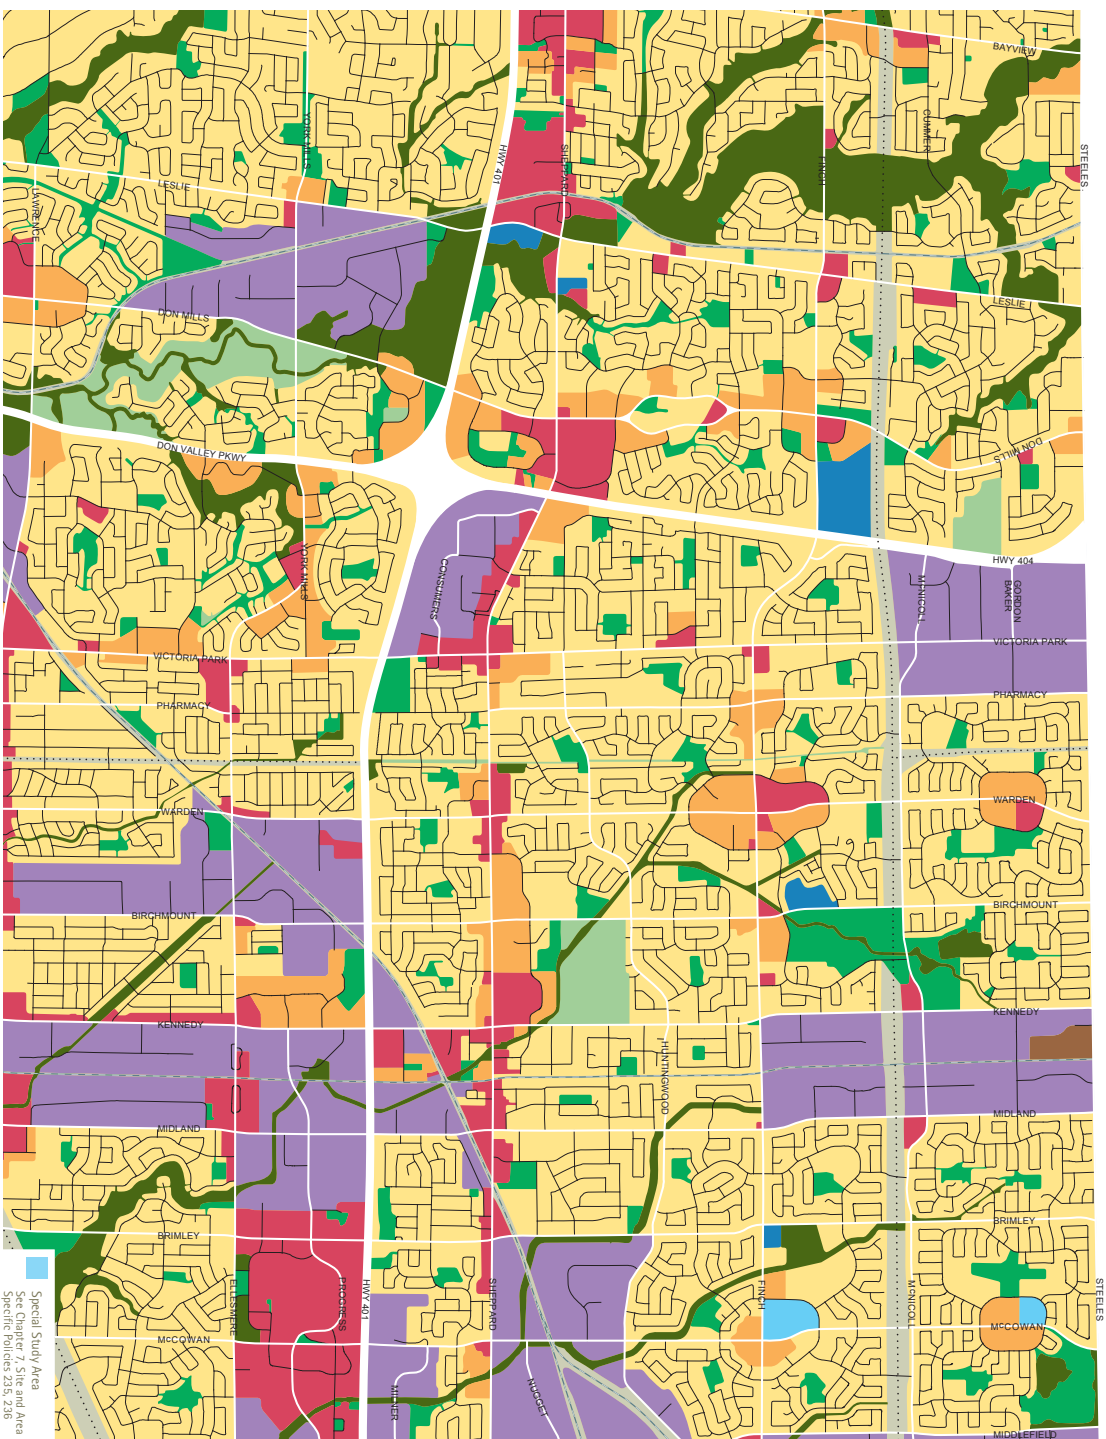 BAYVIEW
CUMMER
STEELES
YORK MILLS
HWY 401
SHEPPARD
FINCH
LESLIE
LAWRENCE
LESLIE
DON MILLS
DON MILLS
DON VALLEY PKWY
HWY 404
YORK MILLS
CONSUMERS
McNICOLL
GORDON
BAKER
VICTORIA PARK
VICTORIA PARK
PHARMACY
PHARMACY
WARDEN
WARDEN
BIRCHMOUNT
BIRCHMOUNT
KENNEDY
KENNEDY
HUNTINGWOOD
MIDLAND
MIDLAND
BRIMLEY
BRIMLEY
ELLESMERE
PROGRESS
HWY 401
SHEPPARD
FINCH
McNICOLL
STEELES
McCOWAN
McCOWAN
MILNER
NUGGET
MIDDLEFIELD
Special Study Area
See Chapter 7, Site and Area
Specific Policies 235, 236